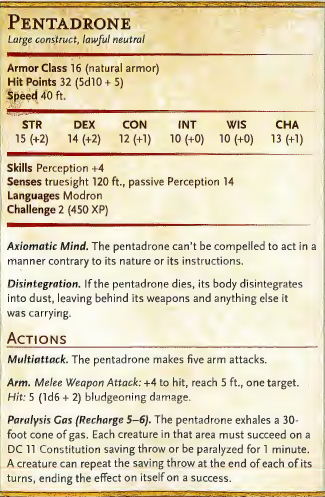 PENTADRONE
Large construct, lawful neutral
Armor Class 16 (natural armor)
Hit Points 32 (5d10 + 5)
Speed 40 ft.
STR DEX CON INT WIS CHA
15 (+2) 14 (+2) 12 (+1) 10 (+0) 10 (+0) 13 (+1)
Skills Perception +4
Senses truesight 120 ft., passive Perception 14
Languages Modron
Challenge 2 (450 XP)
Axiomatic Mind. The pentadrone can't be compelled to act in a
manner contrary to its nature or its instructions.
Disintegration. If the pentadrone dies, its body disintegrates
into dust, leaving behind its weapons and anything else it
was carrying.
ACTIONS
Multiattack. The pentadrone makes five arm attacks.
Arm. Melee Weapon Attack: +4 to hit, reach 5 ft., one target.
Hit: 5 (1d6 + 2) bludgeoning damage.
Paralysis Gas (Recharge 5–6). The pentadrone exhales a 30-
foot cone of gas. Each creature in that area must succeed on a
DC 11 Constitution saving throw or be paralyzed for 1 minute.
A creature can repeat the saving throw at the end of each of its
turns, ending the effect on itself on a success.